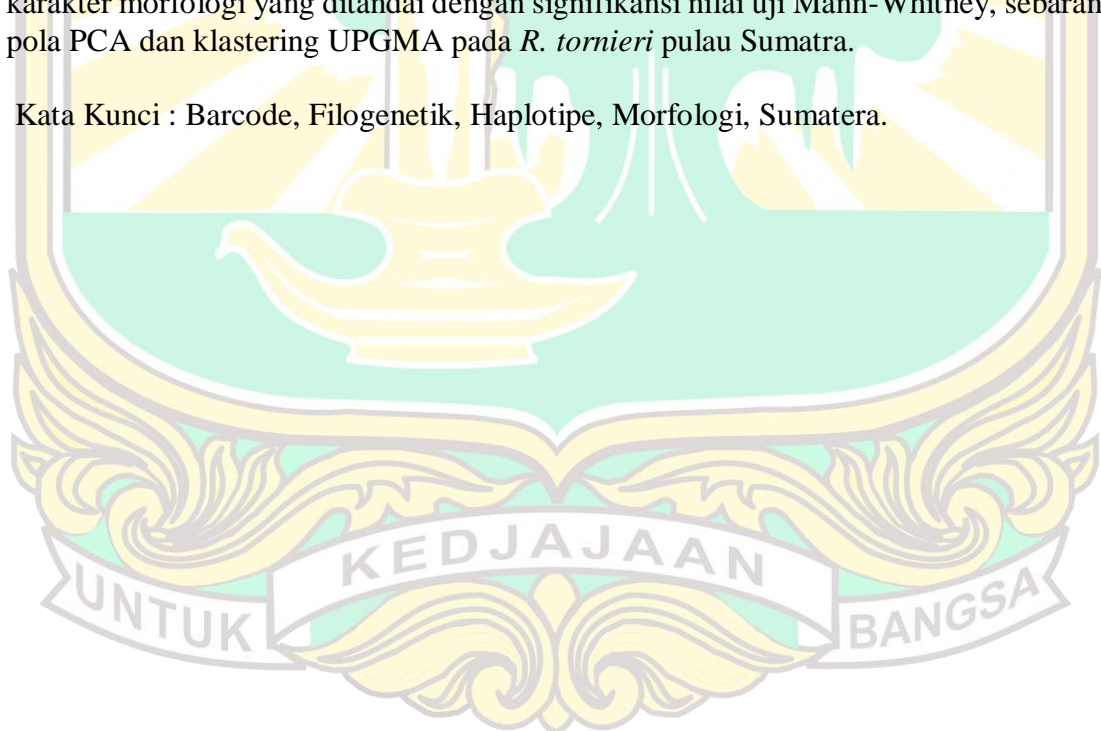 karakter morfologi yang ditandai dengan signifikansi nilai uji Mann-Whitney, sebaran
pola PCA dan klastering UPGMA pada R. tornieri pulau Sumatra.
Kata Kunci : Barcode, Filogenetik, Haplotipe, Morfologi, Sumatera.
UNTUK KEDJAJAAN BANGSA